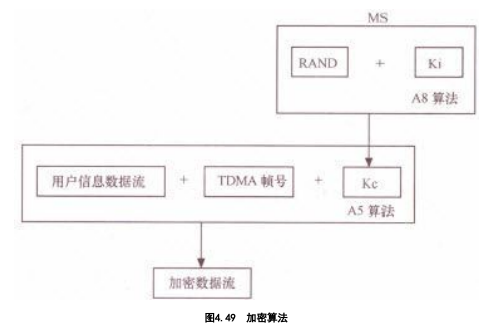 MS
RAND + Ki
A8 算法
用户信息数据流 + TDMA 帧号 + Kc
A5 算法
加密数据流
图4.49 加密算法